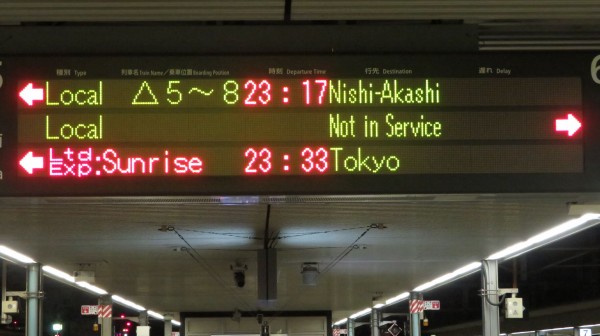 種別 Type 列車名 Train Name／乗車位置 Boarding Position 時刻 Departure Time 行先 Destination 遅れ Delay
← Local △5～8 23：17 Nishi-Akashi
Local Not in Service →
← Ltd. Exp.:Sunrise 23：33 Tokyo
6
7